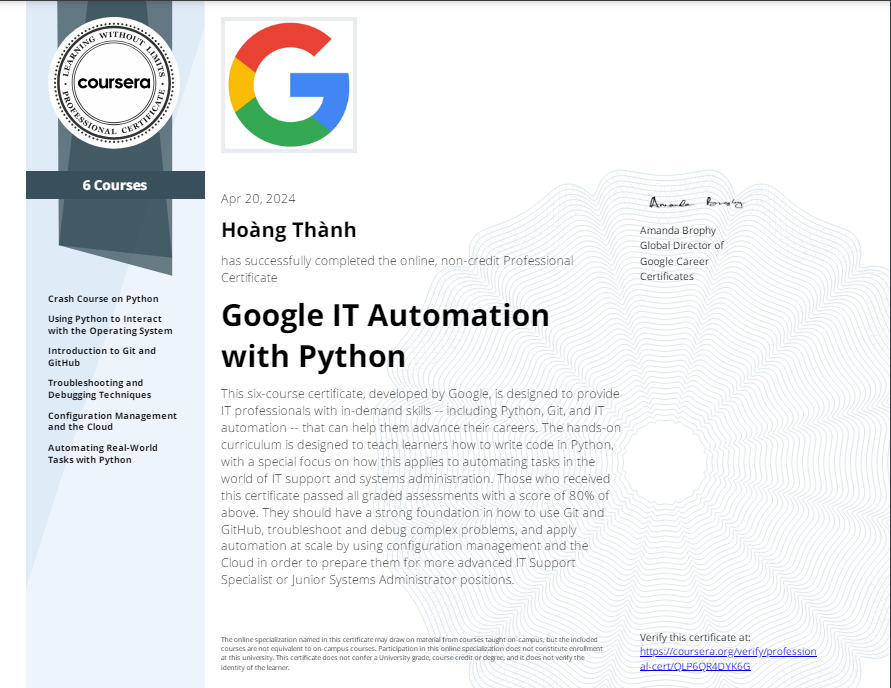 LEARNING WITHOUT LIMITS
coursera
PROFESSIONAL CERTIFICATE
6 Courses
Crash Course on Python
Using Python to Interact
with the Operating System
Introduction to Git and
GitHub
Troubleshooting and
Debugging Techniques
Configuration Management
and the Cloud
Automating Real-World
Tasks with Python
Apr 20, 2024
Hoàng Thành
has successfully completed the online, non-credit Professional
Certificate
Google IT Automation
with Python
This six-course certificate, developed by Google, is designed to provide
IT professionals with in-demand skills -- including Python, Git, and IT
automation -- that can help them advance their careers. The hands-on
curriculum is designed to teach learners how to write code in Python,
with a special focus on how this applies to automating tasks in the
world of IT support and systems administration. Those who received
this certificate passed all graded assessments with a score of 80% of
above. They should have a strong foundation in how to use Git and
GitHub, troubleshoot and debug complex problems, and apply
automation at scale by using configuration management and the
Cloud in order to prepare them for more advanced IT Support
Specialist or Junior Systems Administrator positions.
The online specialization named in this certificate may draw on material from courses taught on-campus, but the included
courses are not equivalent to on-campus courses. Participation in this online specialization does not constitute enrollment
at this university. This certificate does not confer a University grade, course credit or degree, and it does not verify the
identity of the learner.
Amanda Brophy
Amanda Brophy
Global Director of
Google Career
Certificates
Verify this certificate at:
https://coursera.org/verify/profession
al-cert/QLP6QR4DYK6G